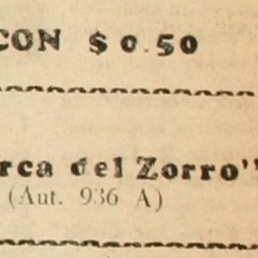 CON $ 0.50
rca del Zorro"
(Aut. 936 A)